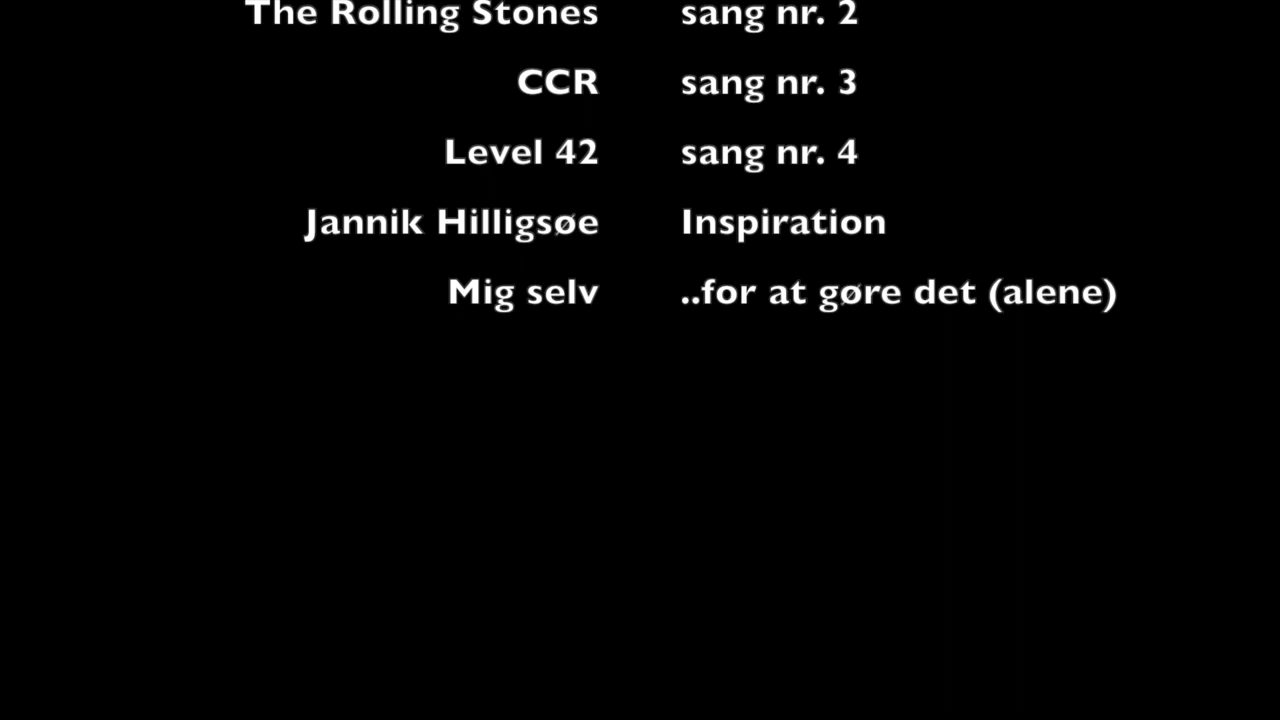 The Rolling Stones sang nr. 2
CCR sang nr. 3
Level 42 sang nr. 4
Jannik Hilligsøe Inspiration
Mig selv ..for at gøre det (alene)